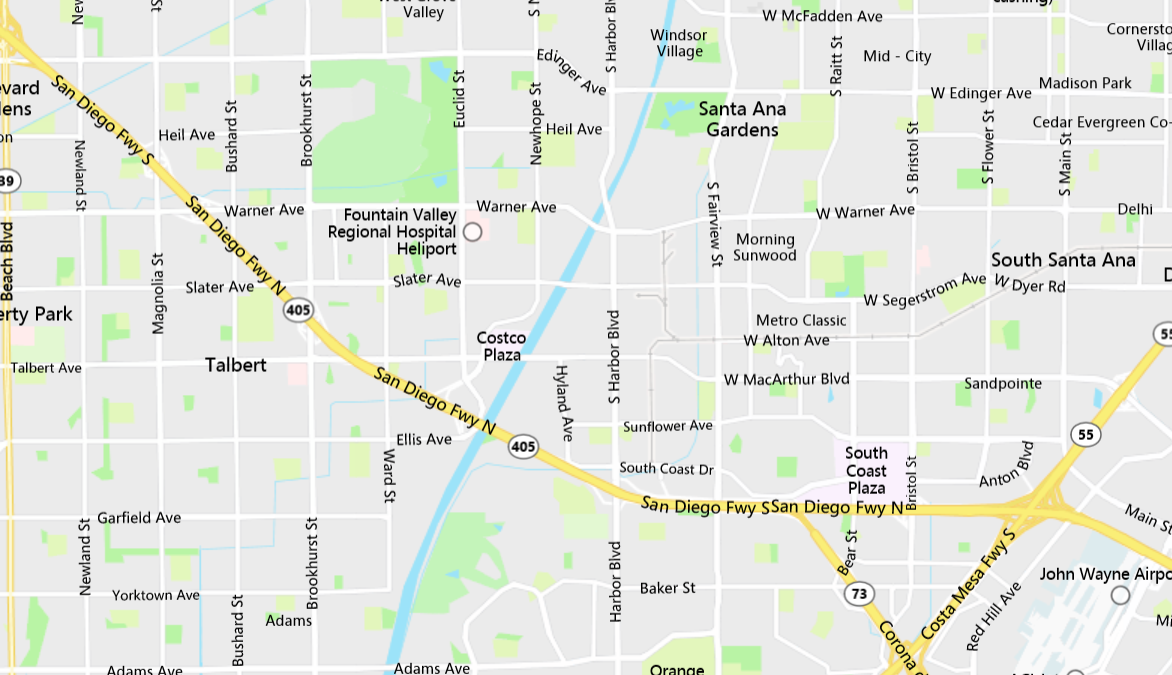 Valley
W McFadden Ave
Windsor
Village
Mid - City
Edinger Ave
Madison Park
W Edinger Ave
San Diego Fwy S
Santa Ana
Gardens
Cedar Evergreen Co-
Heil Ave
Heil Ave
Bushard St
Brookhurst St
Euclid St
Newhope St
S Harbor Bl
S Raitt St
S Bristol St
S Flower St
S Main St
Newland St
39
Warner Ave
Warner Ave
W Warner Ave
Delhi
San Diego Fwy N
Fountain Valley
Regional Hospital
Heliport
S Fairview St
Morning
Sunwood
Beach Blvd
Magnolia St
South Santa Ana
Slater Ave
Slater Ave
W Segerstrom Ave
W Dyer Rd
D
405
erty Park
Metro Classic
W Alton Ave
55
Costco
Plaza
S Harbor Blvd
Talbert Ave
Talbert
San Diego Fwy N
Hyland Ave
W MacArthur Blvd
Sandpointe
Sunflower Ave
Ellis Ave
405
55
South
Coast
Plaza
South Coast Dr
Ward St
Bristol St
Anton Blvd
San Diego Fwy S
San Diego Fwy N
Garfield Ave
Main St
Newland St
Brookhurst St
Harbor Blvd
Bear St
Costa Mesa Fwy S
John Wayne Airpo
Yorktown Ave
Baker St
73
Red Hill Ave
Bushard St
Adams
Corona
Adams Ave
Adams Ave
Orange